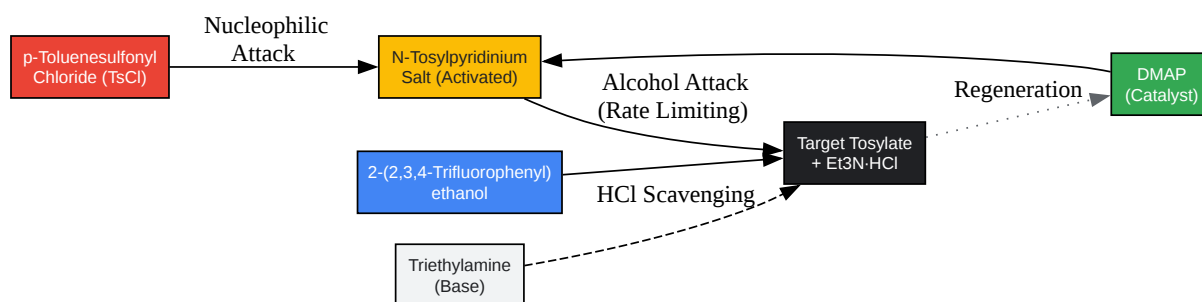 Nucleophilic
Attack
p-Toluenesulfonyl
Chloride (TsCl)
N-Tosylpyridinium
Salt (Activated)
Alcohol Attack
(Rate Limiting)
DMAP
(Catalyst)
Regeneration
Target Tosylate
+ Et3N·HCl
2-(2,3,4-Trifluorophenyl)
ethanol
HCl Scavenging
Triethylamine
(Base)